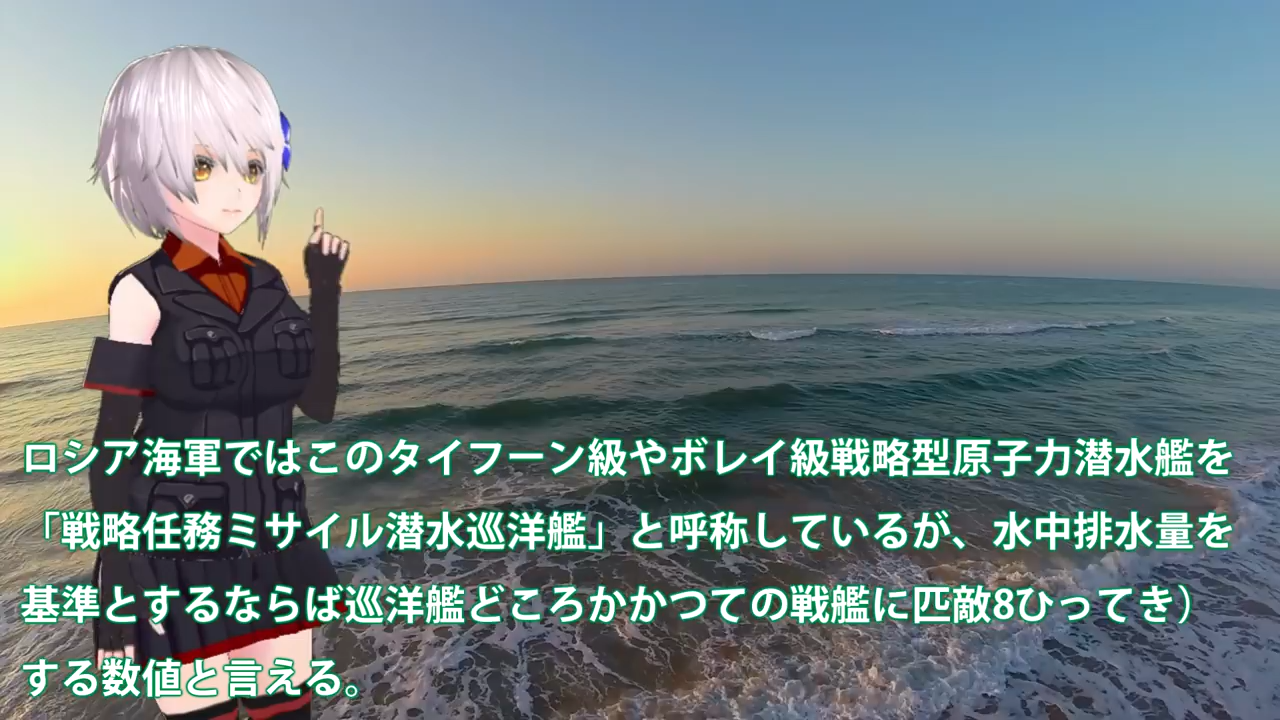 ロシア海軍ではこのタイフーン級やボレイ級戦略型原子力潜水艦を
「戦略任務ミサイル潜水巡洋艦」と呼称しているが、水中排水量を
基準とするならば巡洋艦どころかかつての戦艦に匹敵8ひってき）
する数値と言える。